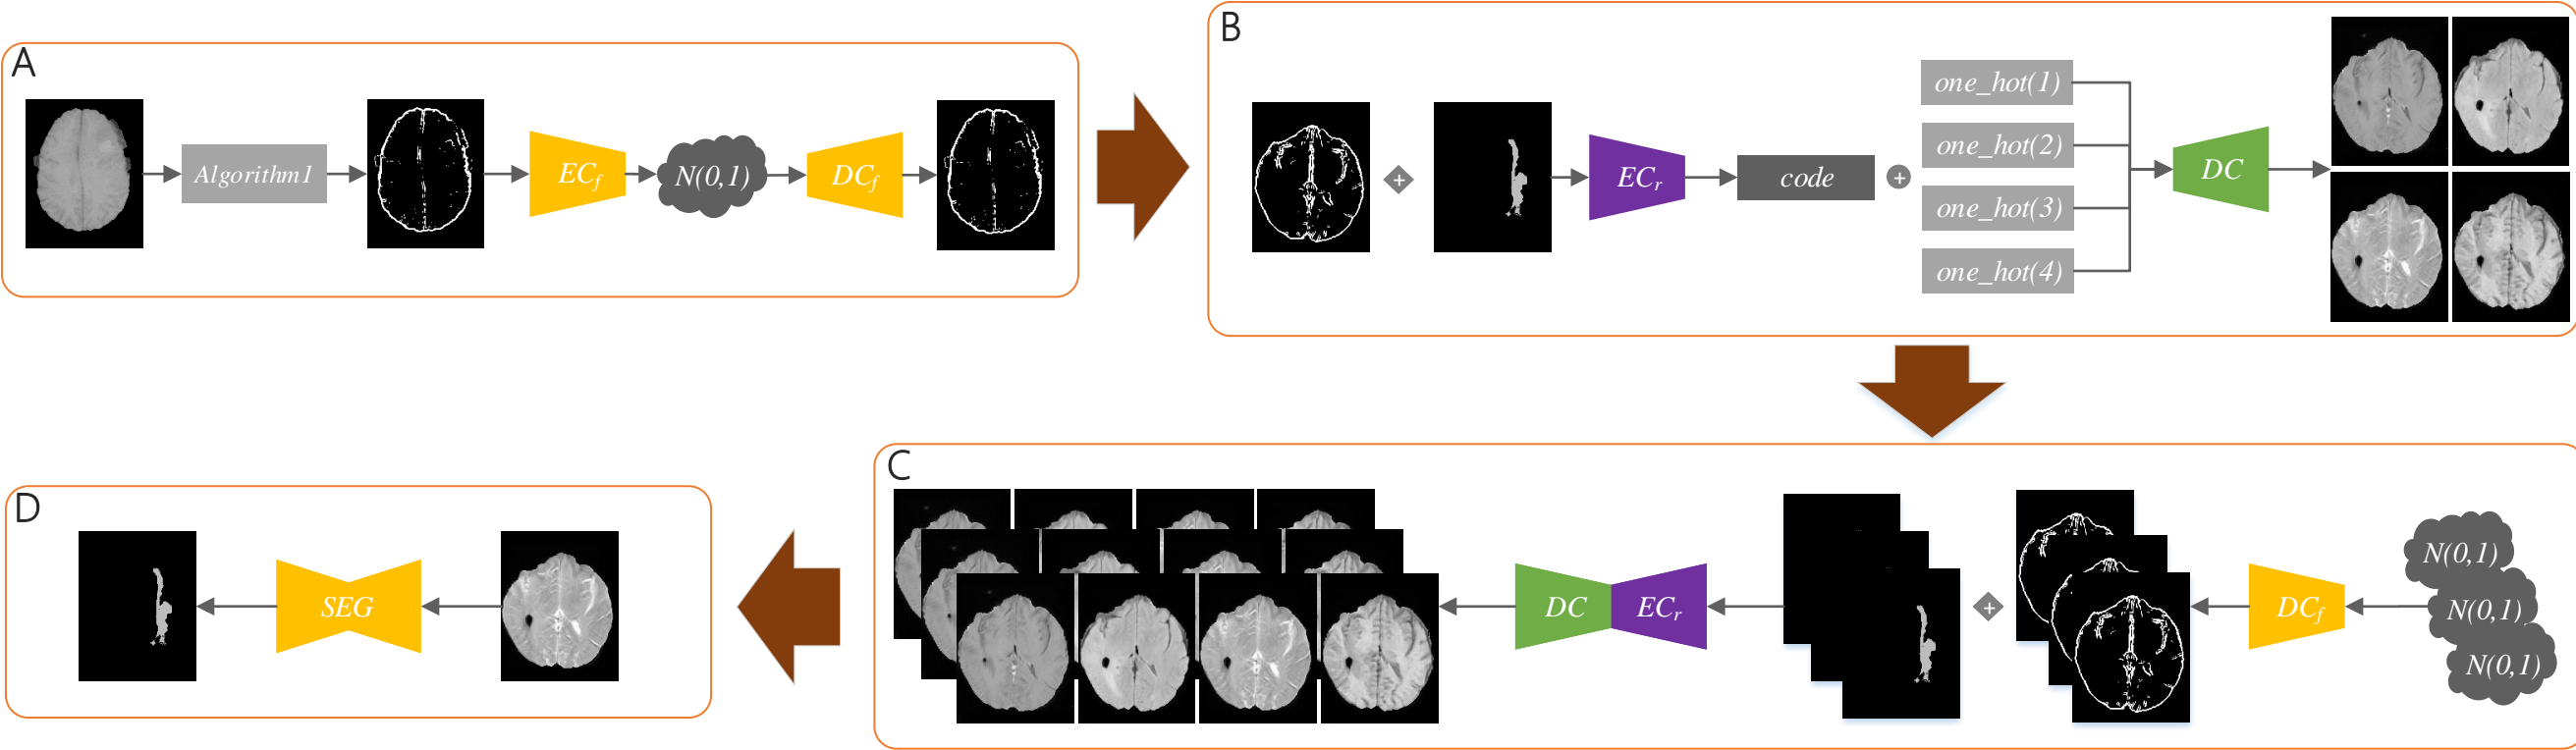 A
Algorithm1
ECf
N(0,1)
DCf
B
+
ECr
code
+
one_hot(1)
one_hot(2)
one_hot(3)
one_hot(4)
DC
C
DC
ECr
+
DCf
N(0,1)
N(0,1)
N(0,1)
D
SEG